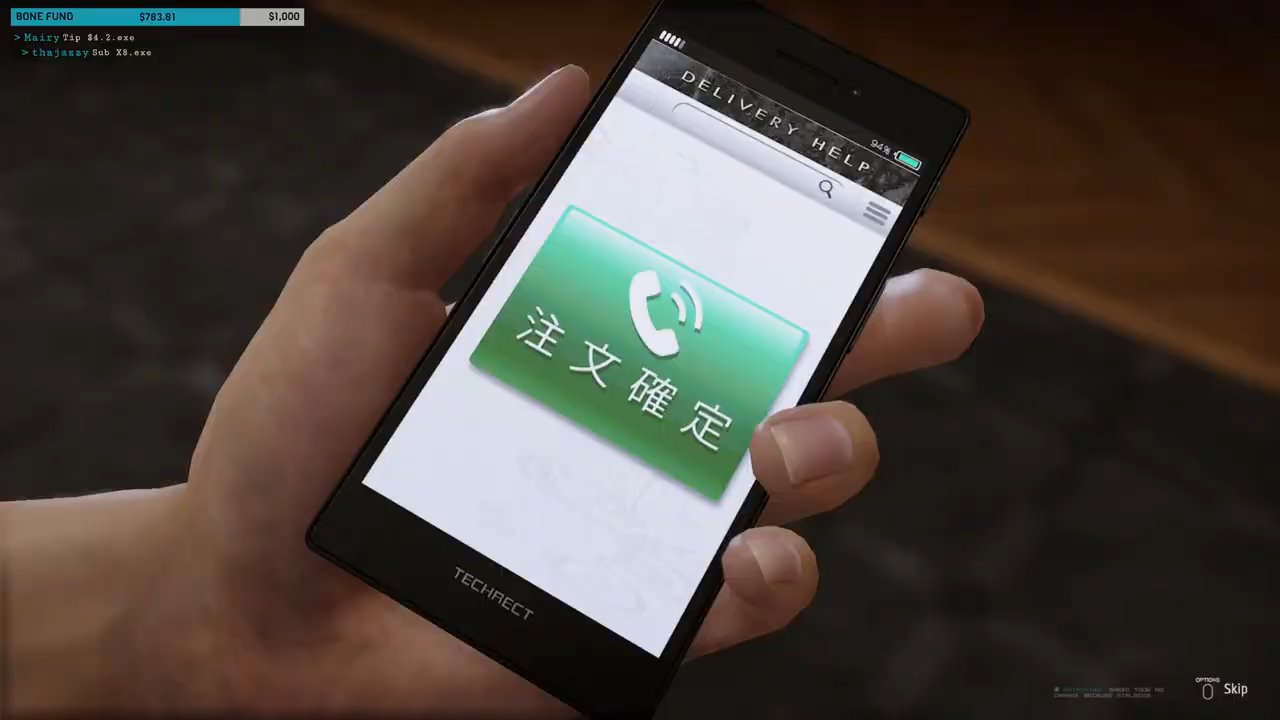 BONE FUND $783.81 $1,000
> Mairy Tip $4.2.exe
> thajazzy Sub X8.exe
DELIVERY HELP
94%
注文確定
TECHRECT
OPTIONS
Skip